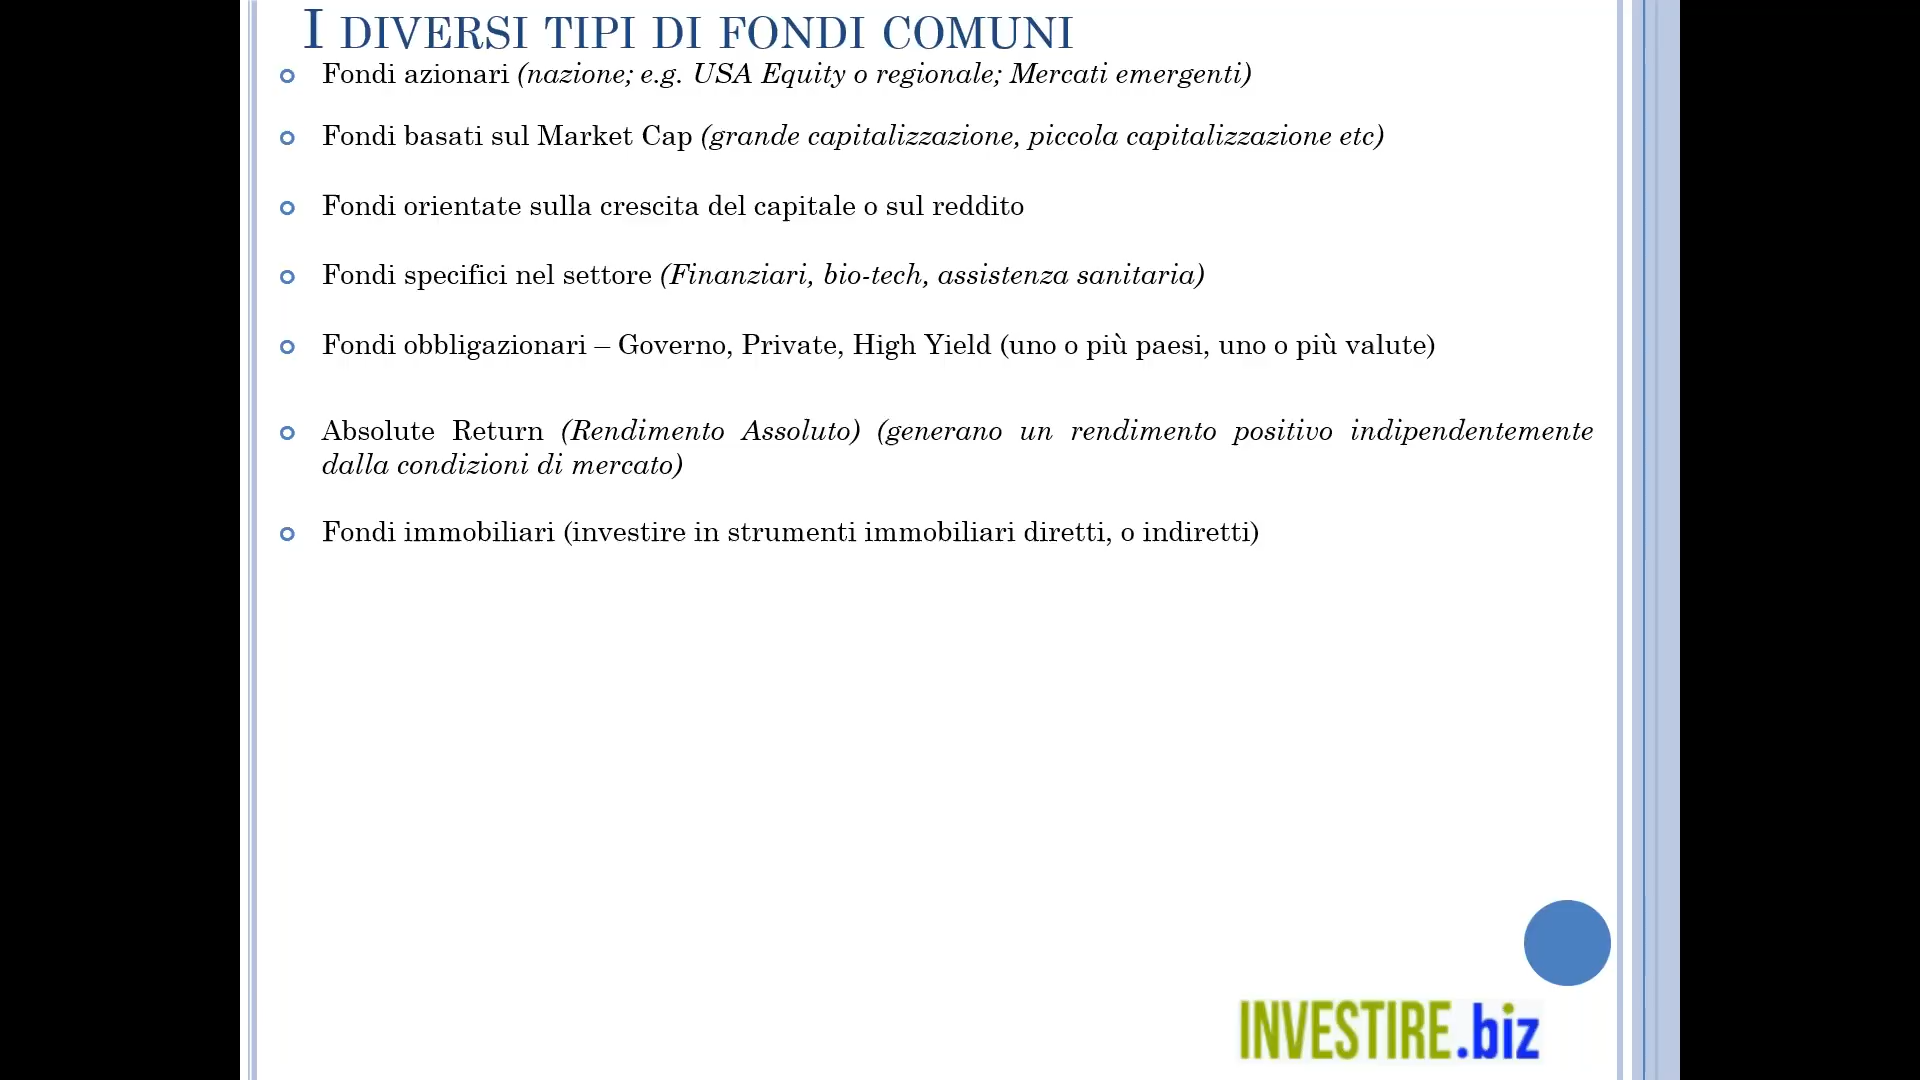 I DIVERSI TIPI DI FONDI COMUNI
Fondi azionari (nazione; e.g. USA Equity o regionale; Mercati emergenti)
Fondi basati sul Market Cap (grande capitalizzazione, piccola capitalizzazione etc)
Fondi orientate sulla crescita del capitale o sul reddito
Fondi specifici nel settore (Finanziari, bio-tech, assistenza sanitaria)
Fondi obbligazionari – Governo, Private, High Yield (uno o più paesi, uno o più valute)
Absolute Return (Rendimento Assoluto) (generano un rendimento positivo indipendentemente
dalla condizioni di mercato)
Fondi immobiliari (investire in strumenti immobiliari diretti, o indiretti)
INVESTIRE.biz